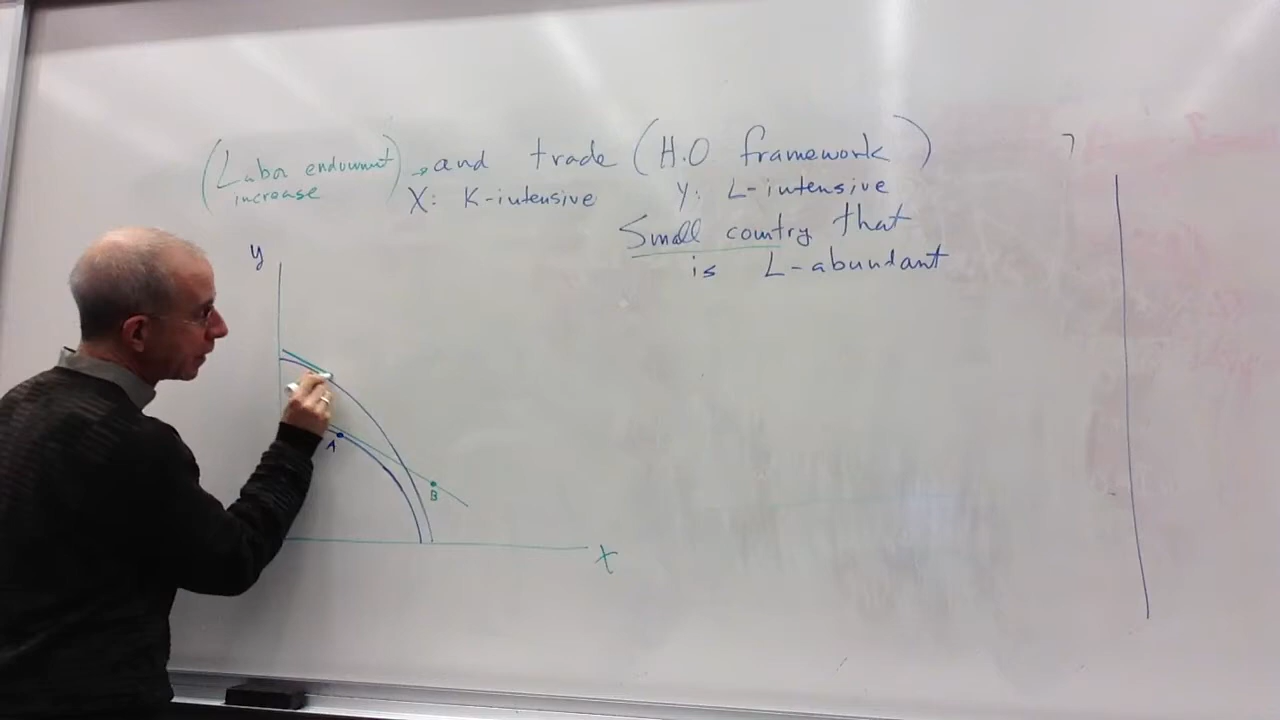 (Labor endowment increase) → and trade (H.O framework)
X: K-intensive Y: L-intensive
Small country that
is L-abundant
y
A
B
X